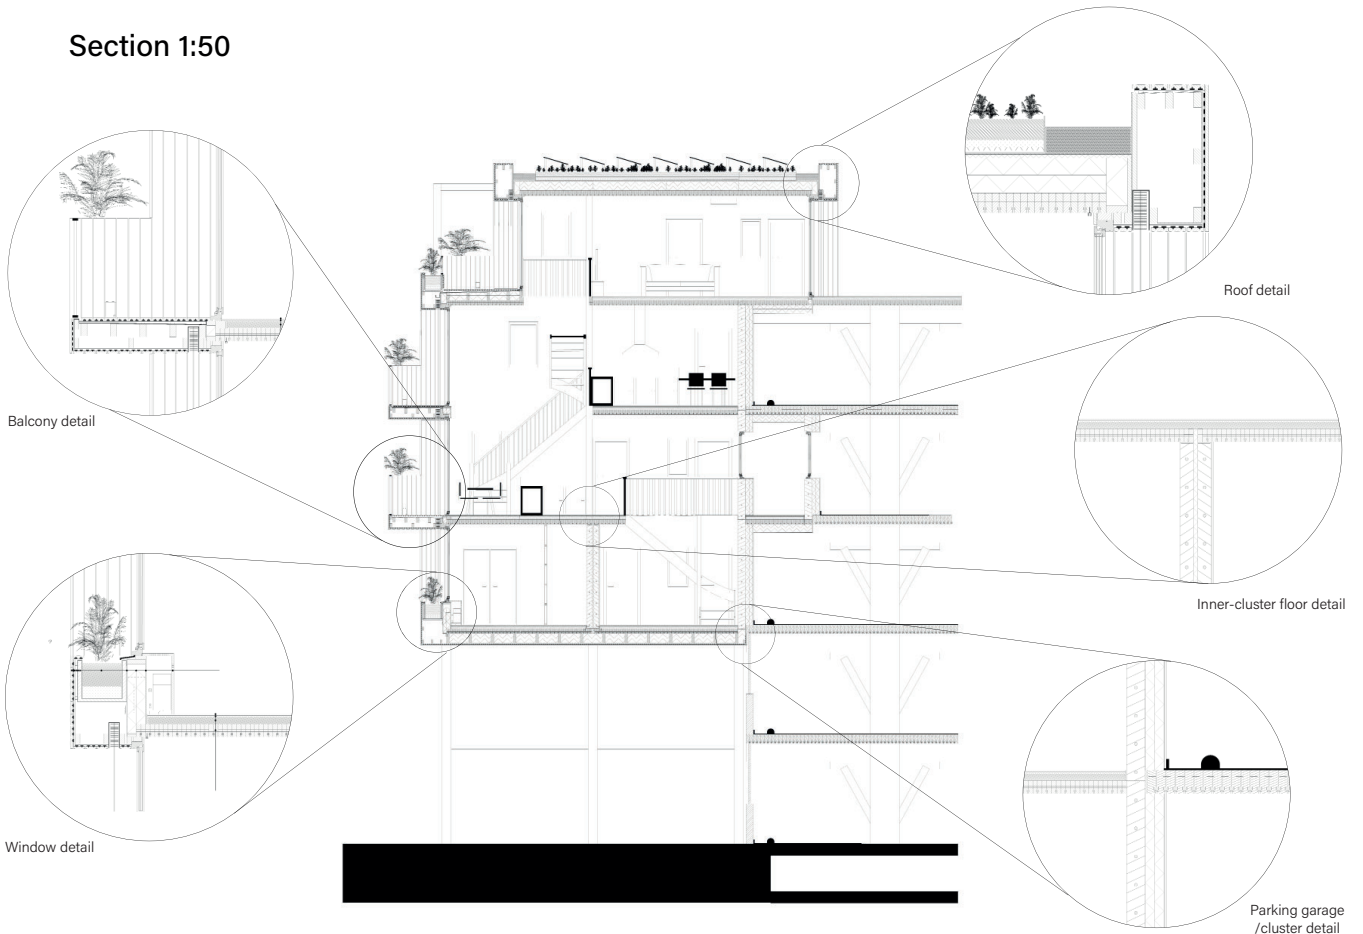 Section 1:50
Roof detail
Balcony detail
Inner-cluster floor detail
Window detail
Parking garage
/cluster detail